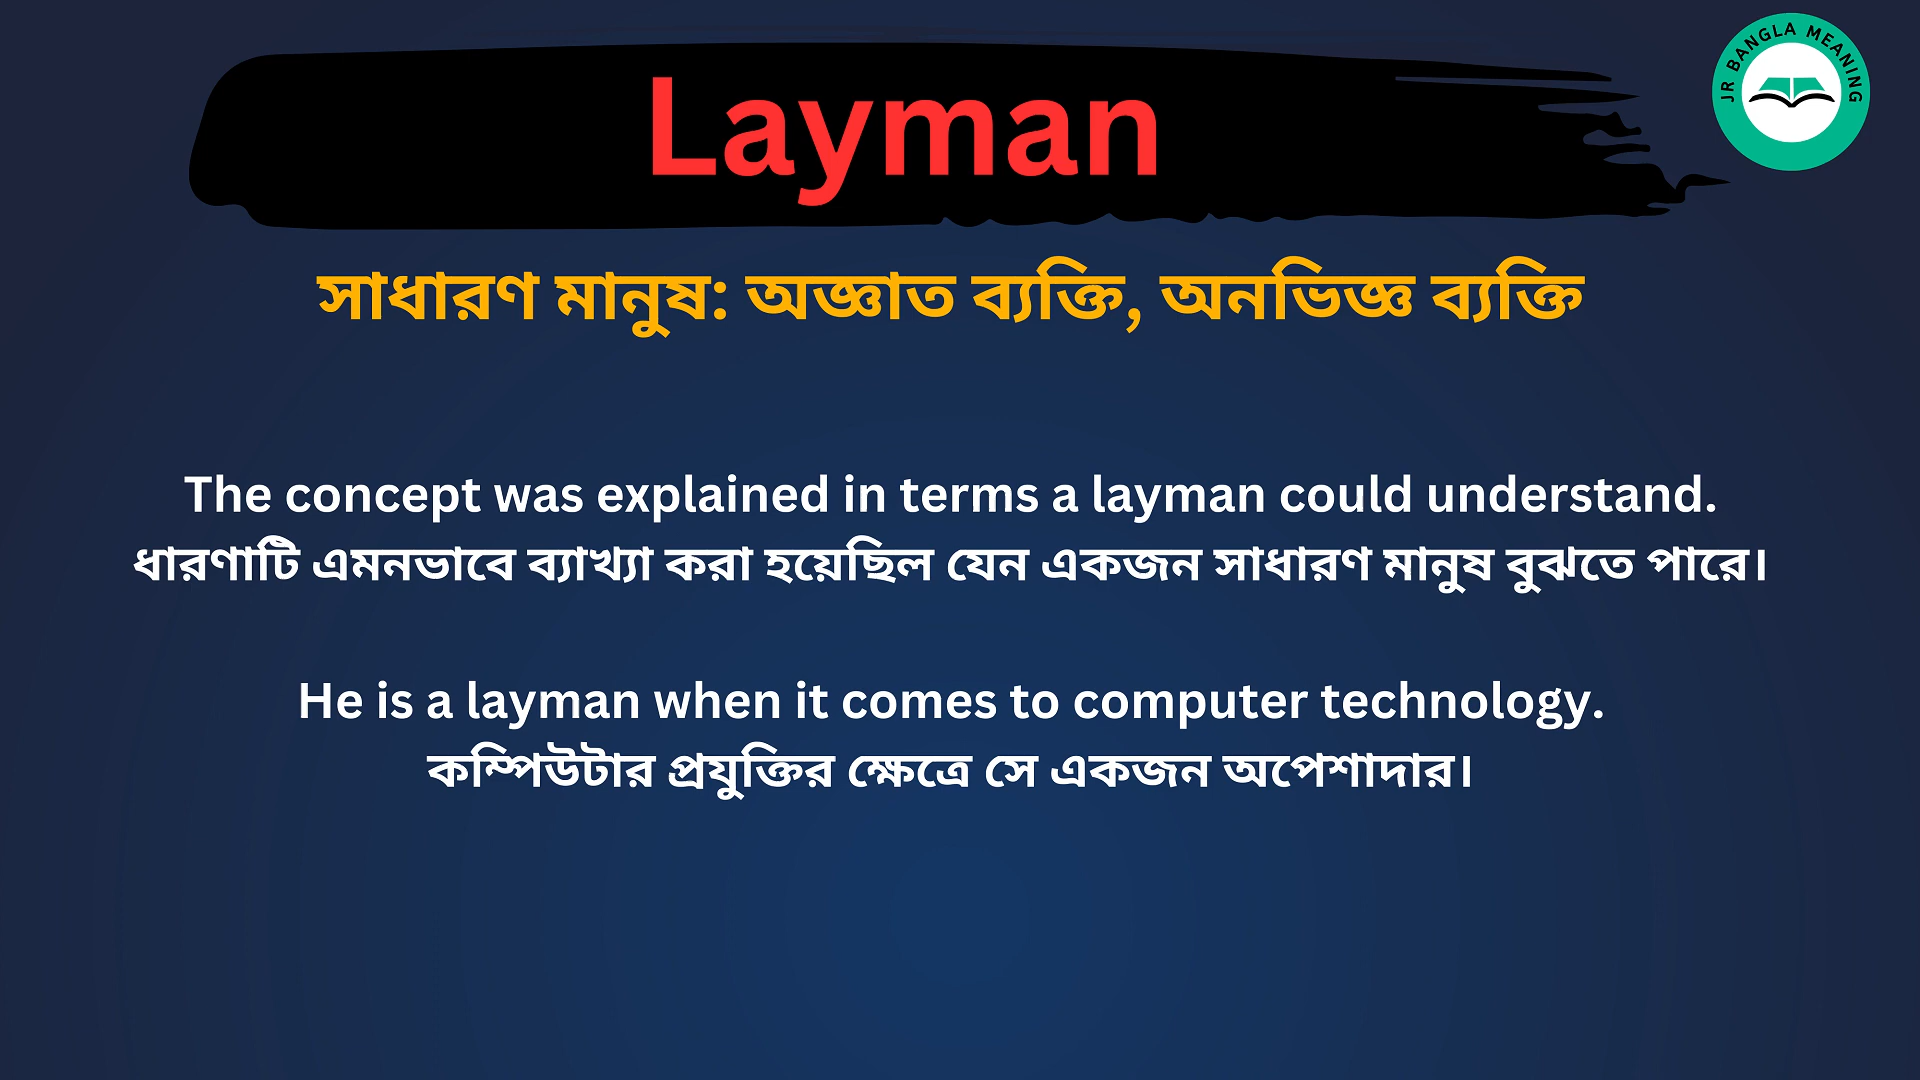 JR BANGLA MEANING
Layman
সাধারণ মানুষ: অজ্ঞাত ব্যক্তি, অনভিজ্ঞ ব্যক্তি
The concept was explained in terms a layman could understand.
ধারণাটি এমনভাবে ব্যাখ্যা করা হয়েছিল যেন একজন সাধারণ মানুষ বুঝতে পারে।
He is a layman when it comes to computer technology.
কম্পিউটার প্রযুক্তির ক্ষেত্রে সে একজন অপেশাদার।